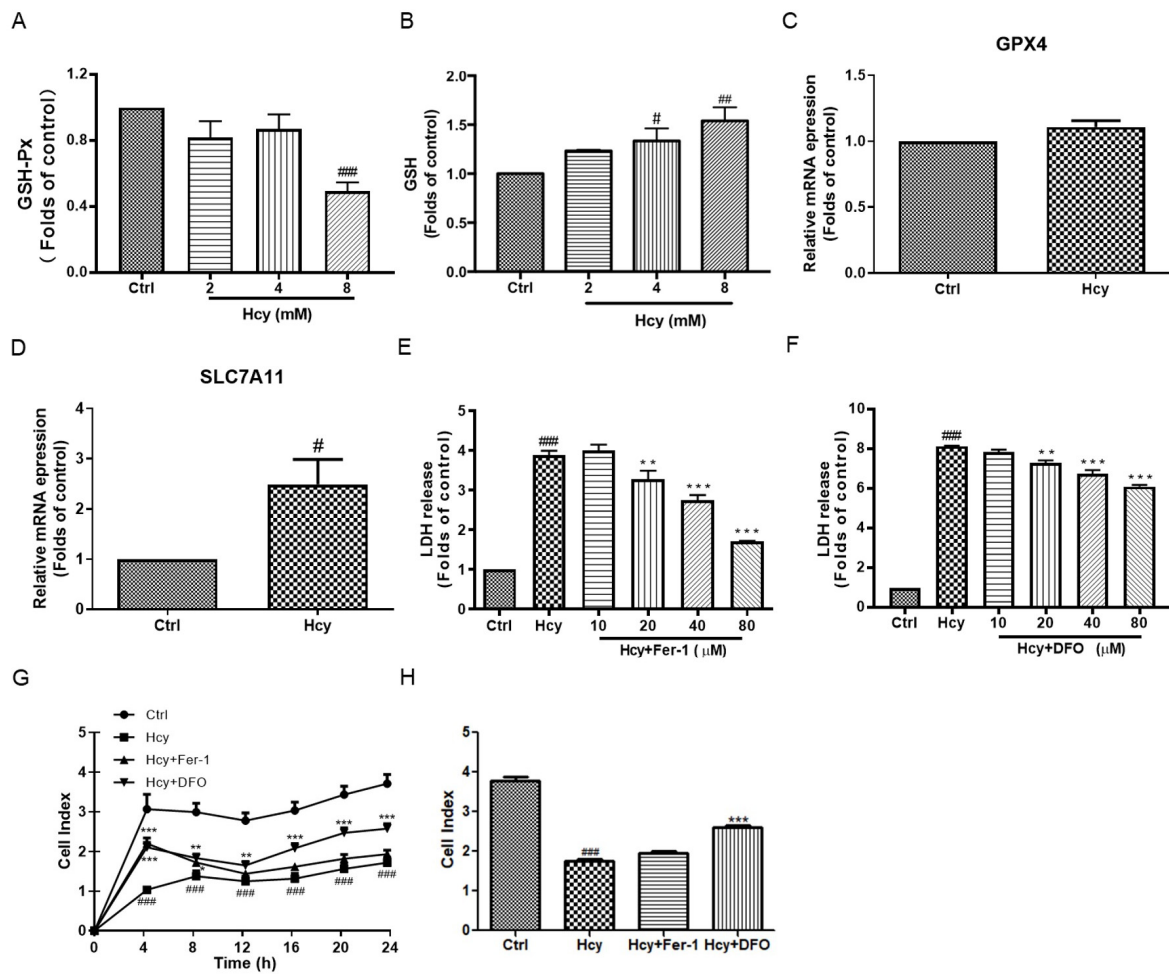 A
GSH-Px
( Folds of control)
1.2
0.8
0.4
0.0
###
Ctrl 2 4 8
Hcy (mM)
B
GSH
(Folds of control)
2.0
1.5
1.0
0.5
0.0
#
##
Ctrl 2 4 8
Hcy (mM)
C
GPX4
Relative mRNA epression
(Folds of control)
1.5
1.0
0.5
0.0
Ctrl Hcy
D
SLC7A11
Relative mRNA epression
(Folds of control)
4
3
2
1
0
#
Ctrl Hcy
E
LDH release
(Folds of control)
5
4
3
2
1
0
###
**
***
***
Ctrl Hcy 10 20 40 80
Hcy+Fer-1 ( μM)
F
LDH release
(Folds of control)
10
8
6
4
2
0
###
**
***
***
Ctrl Hcy 10 20 40 80
Hcy+DFO (μM)
G
Ctrl
Hcy
Hcy+Fer-1
Hcy+DFO
Cell Index
5
4
3
2
1
0
*** ** ** *** *** ***
*** *
### ### ### ### ### ###
0 4 8 12 16 20 24
Time (h)
H
Cell Index
5
4
3
2
1
0
###
***
Ctrl Hcy Hcy+Fer-1 Hcy+DFO